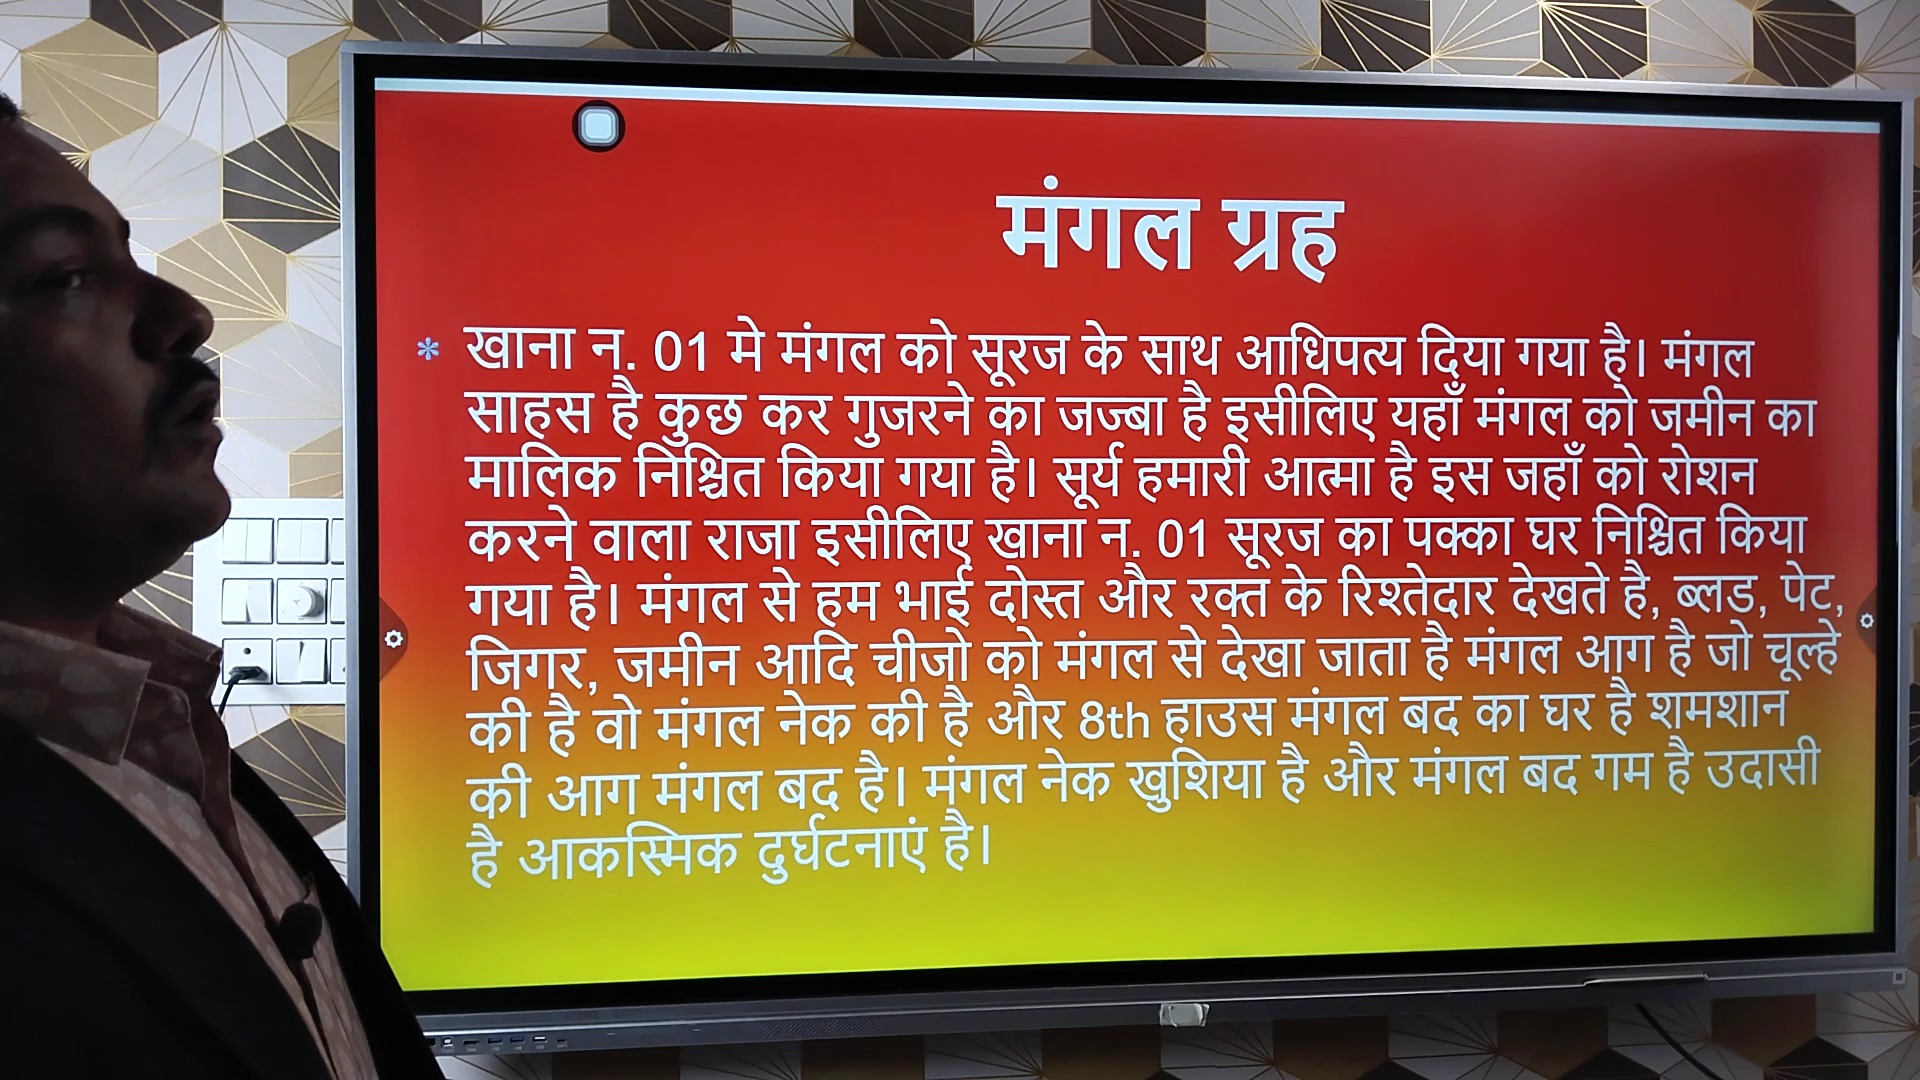 मंगल ग्रह
* खाना न. 01 मे मंगल को सूरज के साथ आधिपत्य दिया गया है। मंगल
साहस है कुछ कर गुजरने का जज्बा है इसीलिए यहाँ मंगल को जमीन का
मालिक निश्चित किया गया है। सूर्य हमारी आत्मा है इस जहाँ को रोशन
करने वाला राजा इसीलिए खाना न. 01 सूरज का पक्का घर निश्चित किया
गया है। मंगल से हम भाई दोस्त और रक्त के रिश्तेदार देखते है, ब्लड, पेट,
जिगर, जमीन आदि चीजो को मंगल से देखा जाता है मंगल आग है जो चूल्हे
की है वो मंगल नेक की है और 8th हाउस मंगल बद का घर है शमशान
की आग मंगल बद है। मंगल नेक खुशिया है और मंगल बद गम है उदासी
है आकस्मिक दुर्घटनाएं है।